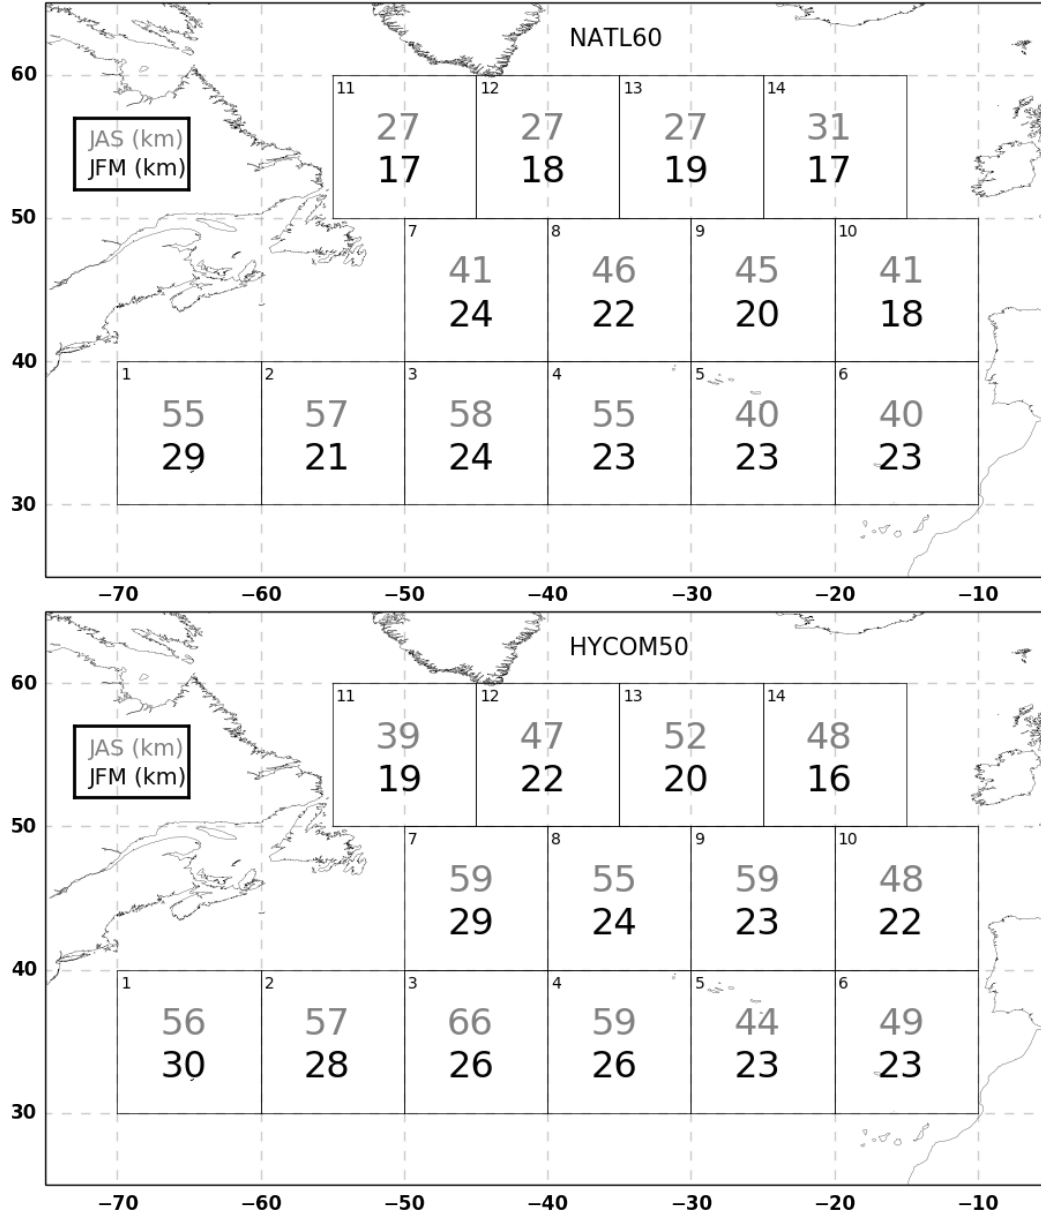 NATL60
60
11 12 13 14
JAS (km)
JFM (km)
27 27 27 31
17 18 19 17
50
7 8 9 10
41 46 45 41
24 22 20 18
40
1 2 3 4 5 6
55 57 58 55 40 40
29 21 24 23 23 23
30
−70 −60 −50 −40 −30 −20 −10
HYCOM50
60
11 12 13 14
JAS (km)
JFM (km)
39 47 52 48
19 22 20 16
50
7 8 9 10
59 55 59 48
29 24 23 22
40
1 2 3 4 5 6
56 57 66 59 44 49
30 28 26 26 23 23
30
−70 −60 −50 −40 −30 −20 −10